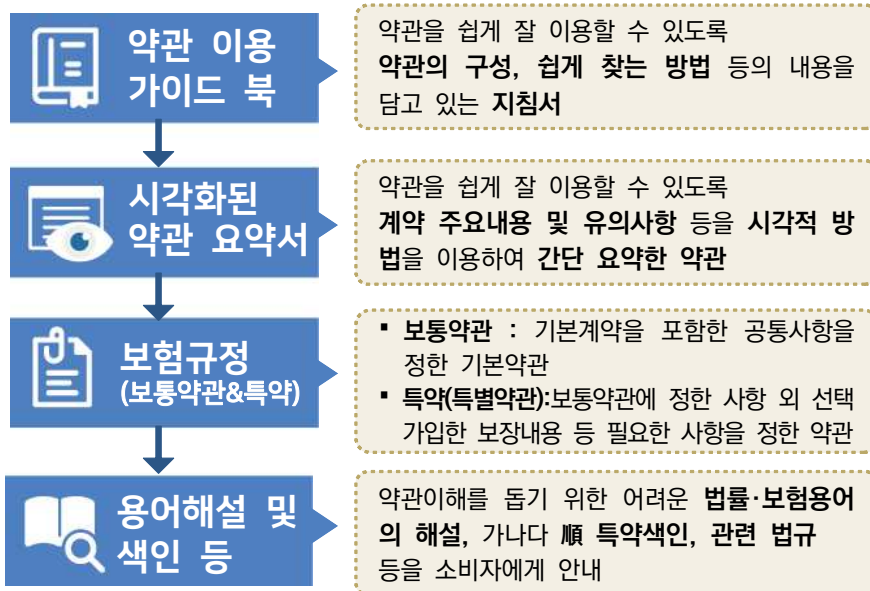 약관 이용
가이드 북
약관을 쉽게 잘 이용할 수 있도록
약관의 구성, 쉽게 찾는 방법 등의 내용을
담고 있는 지침서
시각화된
약관 요약서
약관을 쉽게 잘 이용할 수 있도록
계약 주요내용 및 유의사항 등을 시각적 방
법을 이용하여 간단 요약한 약관
보험규정
(보통약관&특약)
▪ 보통약관 : 기본계약을 포함한 공통사항을
정한 기본약관
▪ 특약(특별약관):보통약관에 정한 사항 외 선택
가입한 보장내용 등 필요한 사항을 정한 약관
용어해설 및
색인 등
약관이해를 돕기 위한 어려운 법률·보험용어
의 해설, 가나다 順 특약색인, 관련 법규
등을 소비자에게 안내